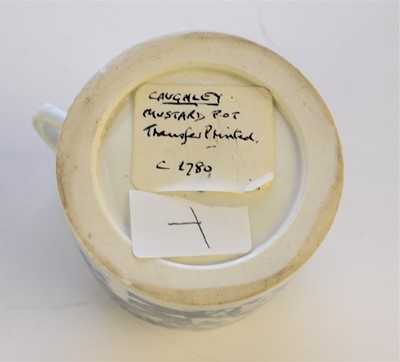 CAUGHLEY.
MUSTARD POT
Transfer Printed.
C 1780